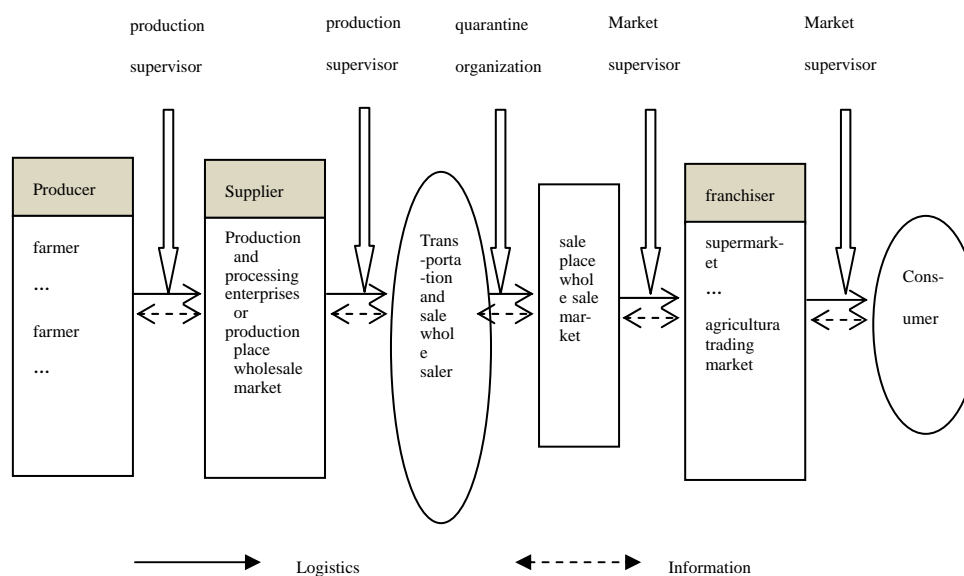 production
supervisor
production
supervisor
quarantine
organization
Market
supervisor
Market
supervisor
Producer
farmer
...
farmer
...
Supplier
Production
and
processing
enterprises
or
production
place
wholesale
market
Trans
-porta
-tion
and
sale
whol
e
saler
sale
place
whol
e sale
mar-
ket
franchiser
supermark-
et
...
agricultura
trading
market
Cons-
umer
Logistics
Information